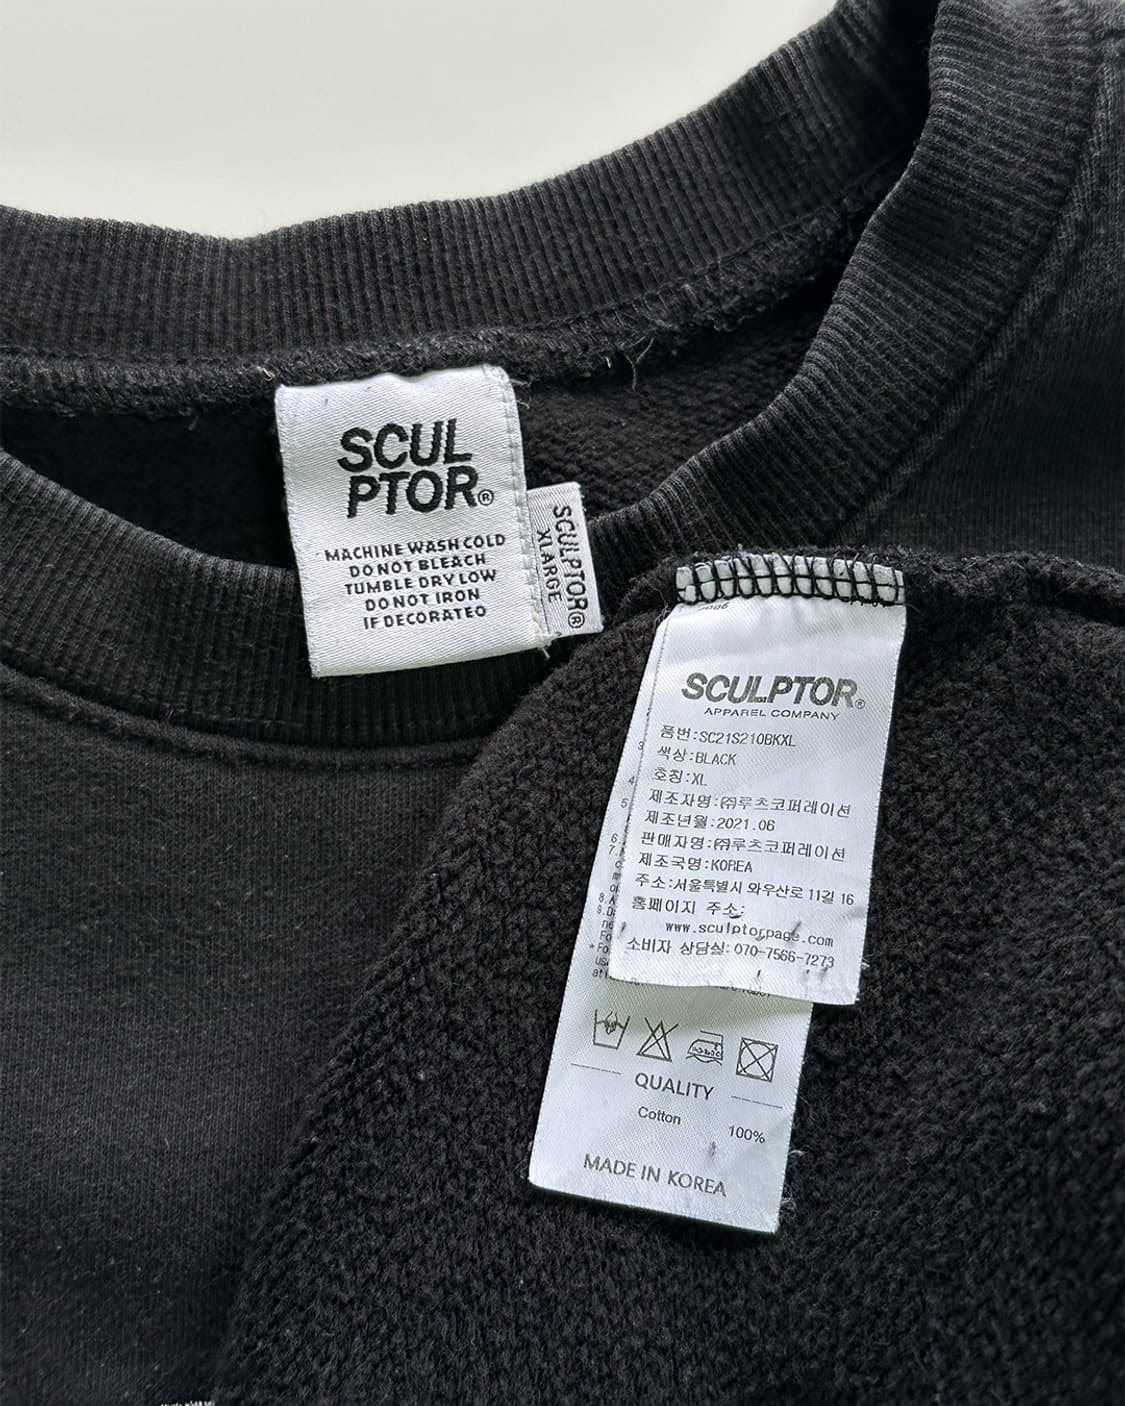 SCUL
PTOR®
MACHINE WASH COLD
DO NOT BLEACH
TUMBLE DRY LOW
DO NOT IRON
IF DECORATED
SCULPTOR®
XLARGE
SCULPTOR®
APPAREL COMPANY
품번:SC21S210BKXL
색상:BLACK
호칭:XL
제조자명:㈜루츠코퍼레이션
제조년월:2021.06
판매자명:㈜루츠코퍼레이션
제조국명:KOREA
주소:서울특별시 와우산로 11길 16
홈페이지 주소:
www.sculptorpage.com
소비자 상담실:070-7566-7273
QUALITY
Cotton 100%
MADE IN KOREA